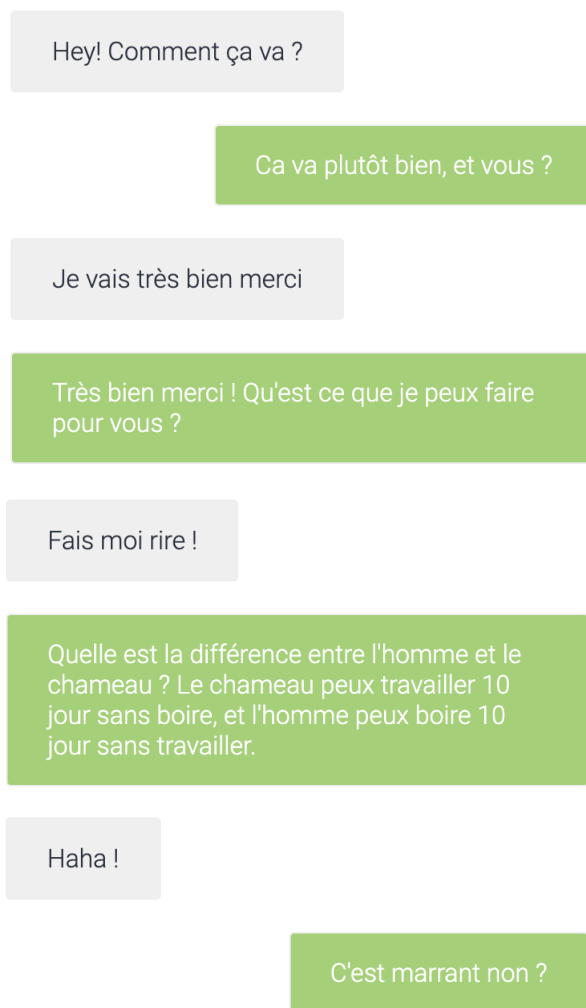 Hey! Comment ça va ?
Ca va plutôt bien, et vous ?
Je vais très bien merci
Très bien merci ! Qu'est ce que je peux faire
pour vous ?
Fais moi rire !
Quelle est la différence entre l'homme et le
chameau ? Le chameau peux travailler 10
jour sans boire, et l'homme peux boire 10
jour sans travailler.
Haha !
C'est marrant non ?